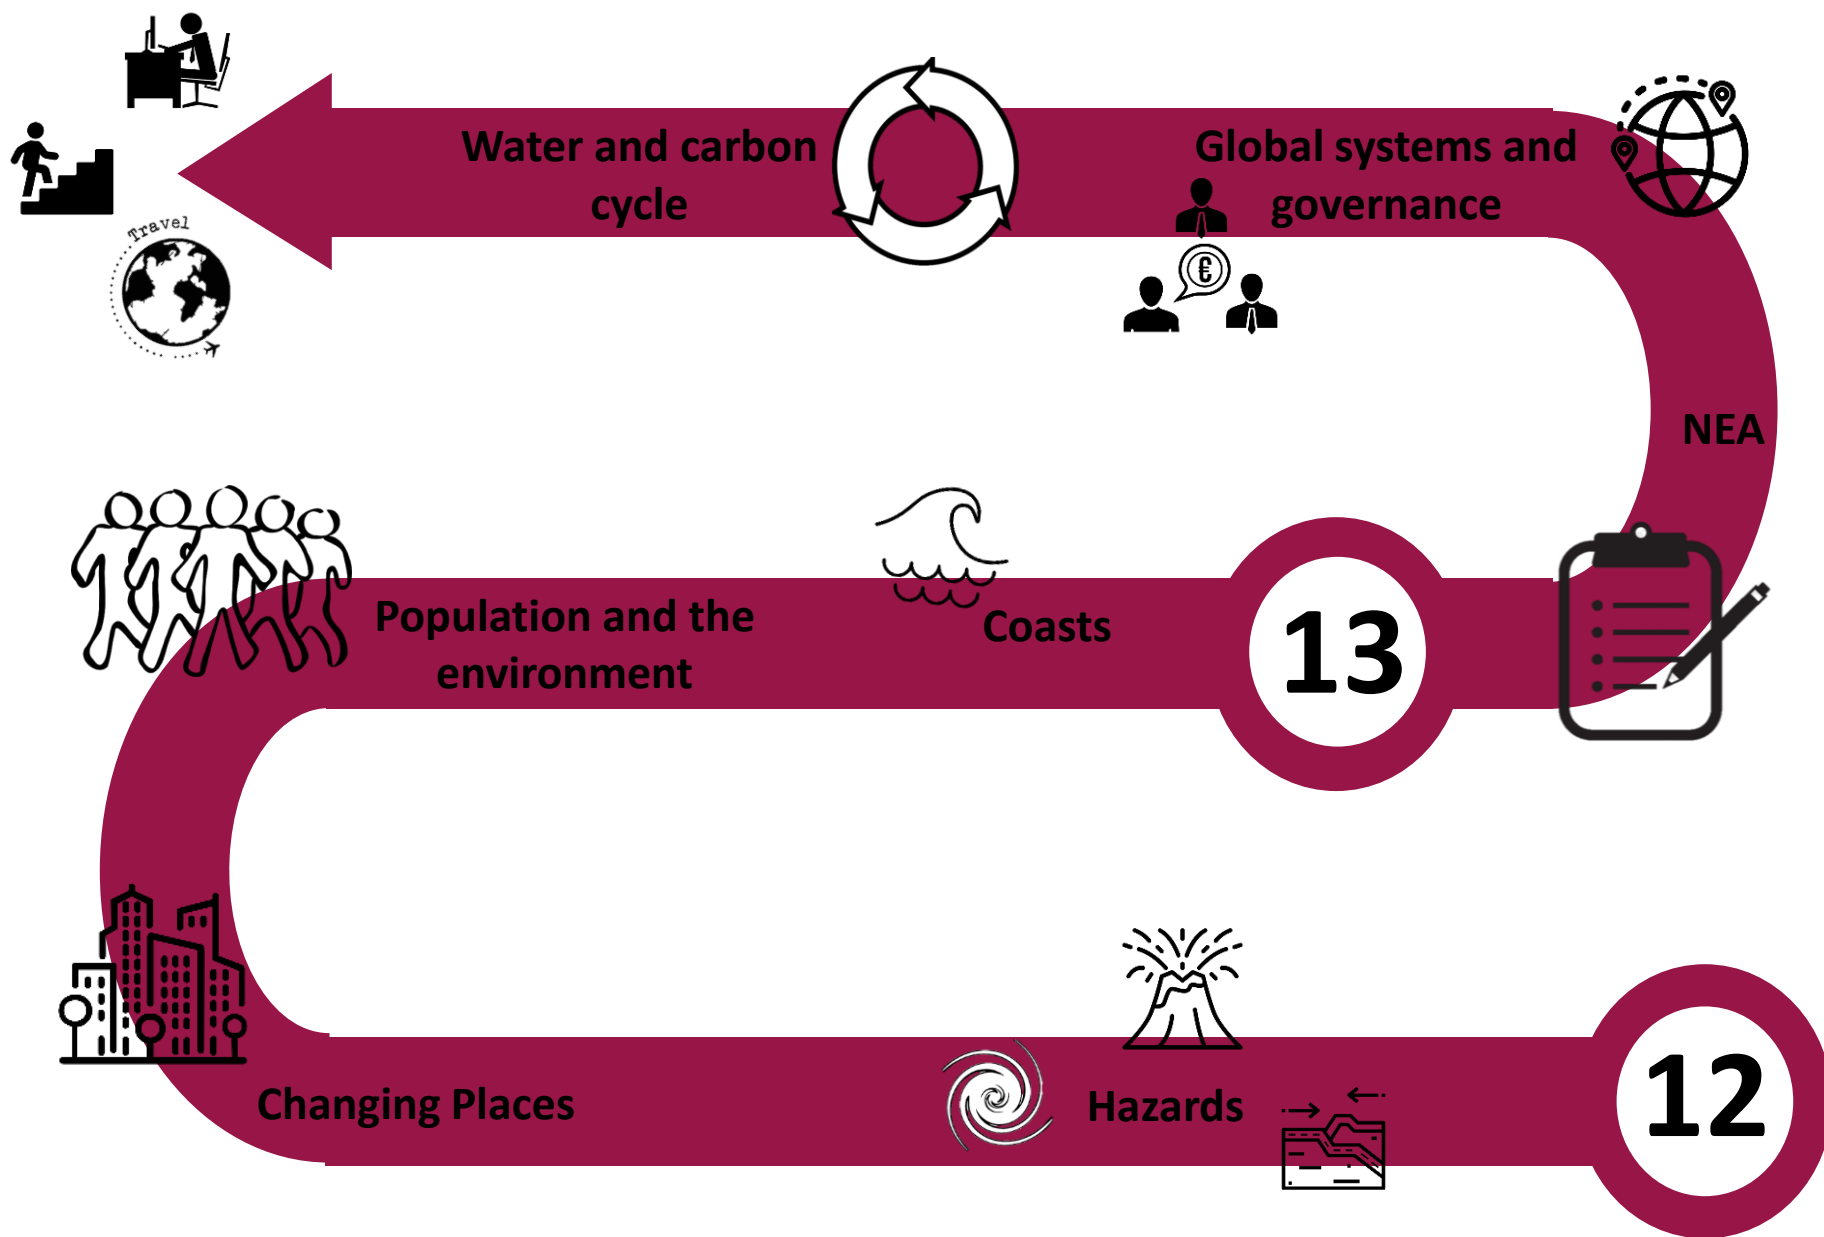 Water and carbon
cycle
Global systems and
governance
Travel
€
NEA
Population and the
environment
Coasts
13
Changing Places
Hazards
12